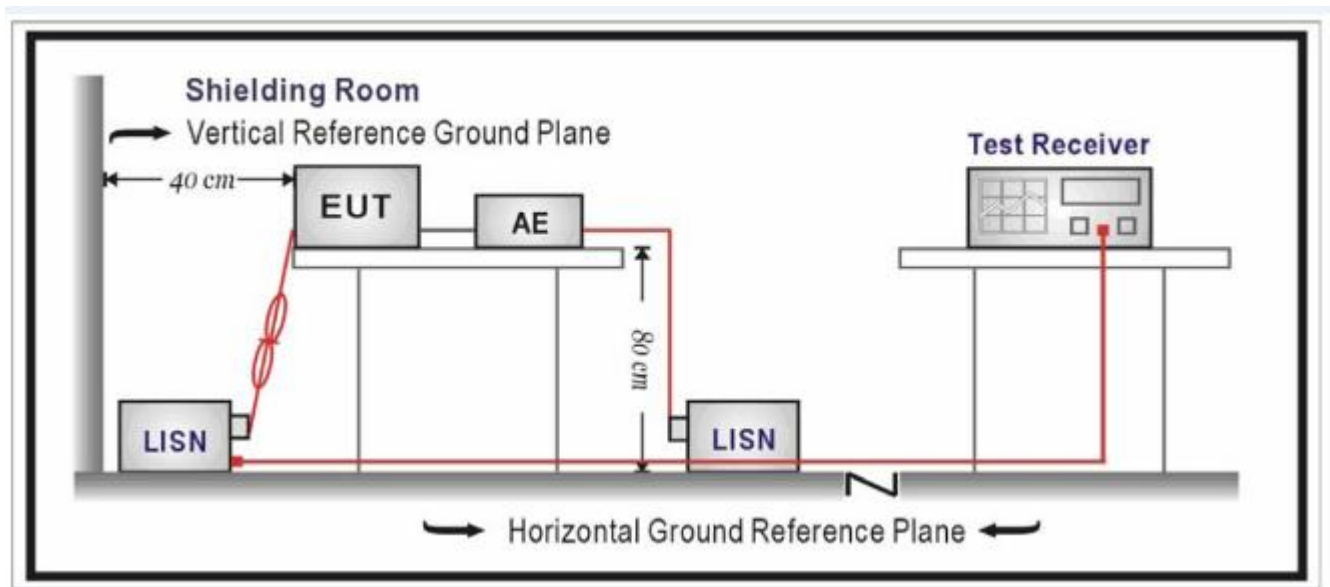 Shielding Room
Vertical Reference Ground Plane
Test Receiver
40 cm
EUT
AE
80 cm
LISN
LISN
Horizontal Ground Reference Plane